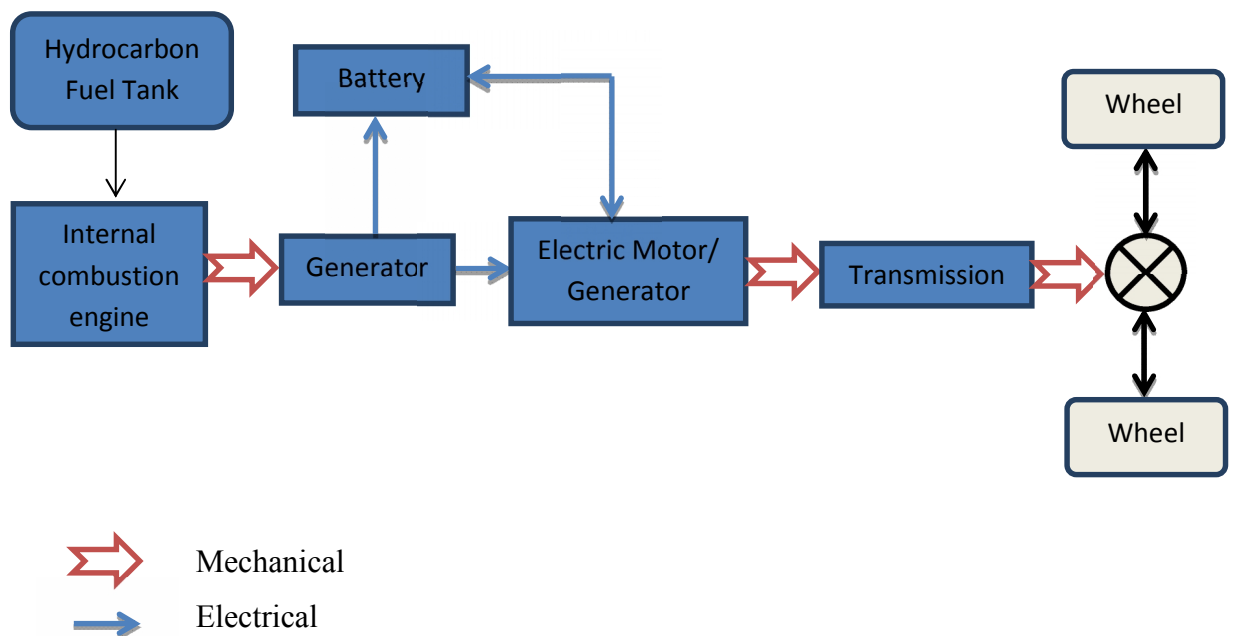 Hydrocarbon
Fuel Tank
Battery
Wheel
Internal
combustion
engine
Generator
Electric Motor/
Generator
Transmission
Wheel
Mechanical
Electrical